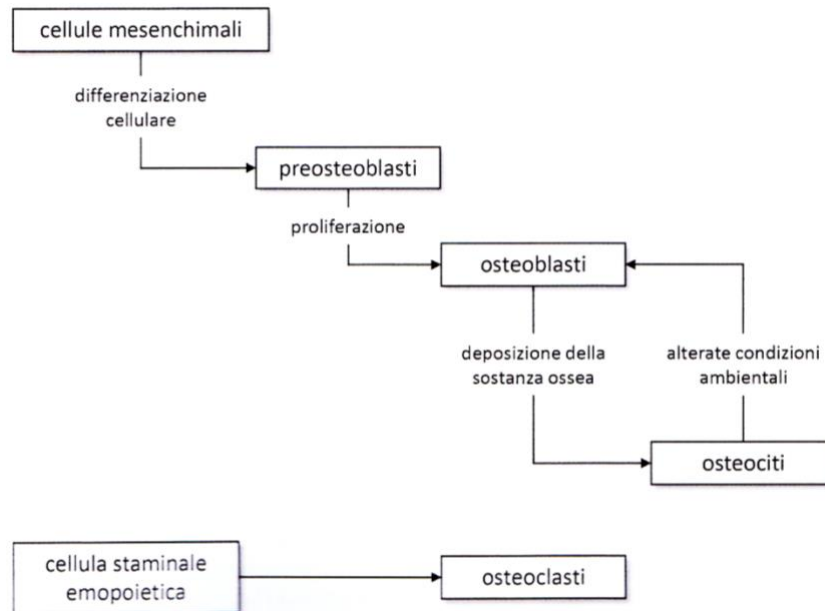 cellule mesenchimali
differenziazione
cellulare
preosteoblasti
proliferazione
osteoblasti
deposizione della
sostanza ossea
alterate condizioni
ambientali
osteociti
cellula staminale
emopoietica
osteoclasti